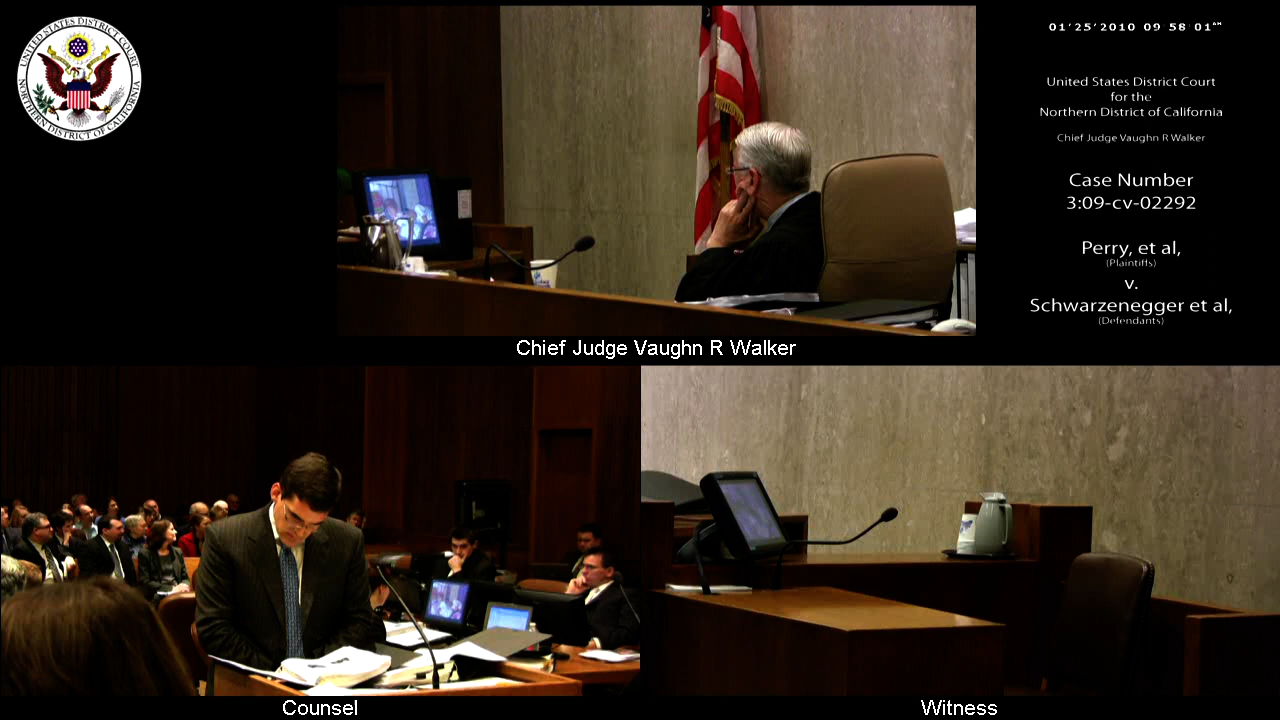 UNITED STATES DISTRICT COURT
NORTHERN DISTRICT OF CALIFORNIA
01'25'2010 09 58 01AM
United States District Court
for the
Northern District of California
Chief Judge Vaughn R Walker
Case Number
3:09-cv-02292
Perry, et al,
(Plaintiffs)
v.
Schwarzenegger et al,
(Defendants)
Chief Judge Vaughn R Walker
Counsel
Witness